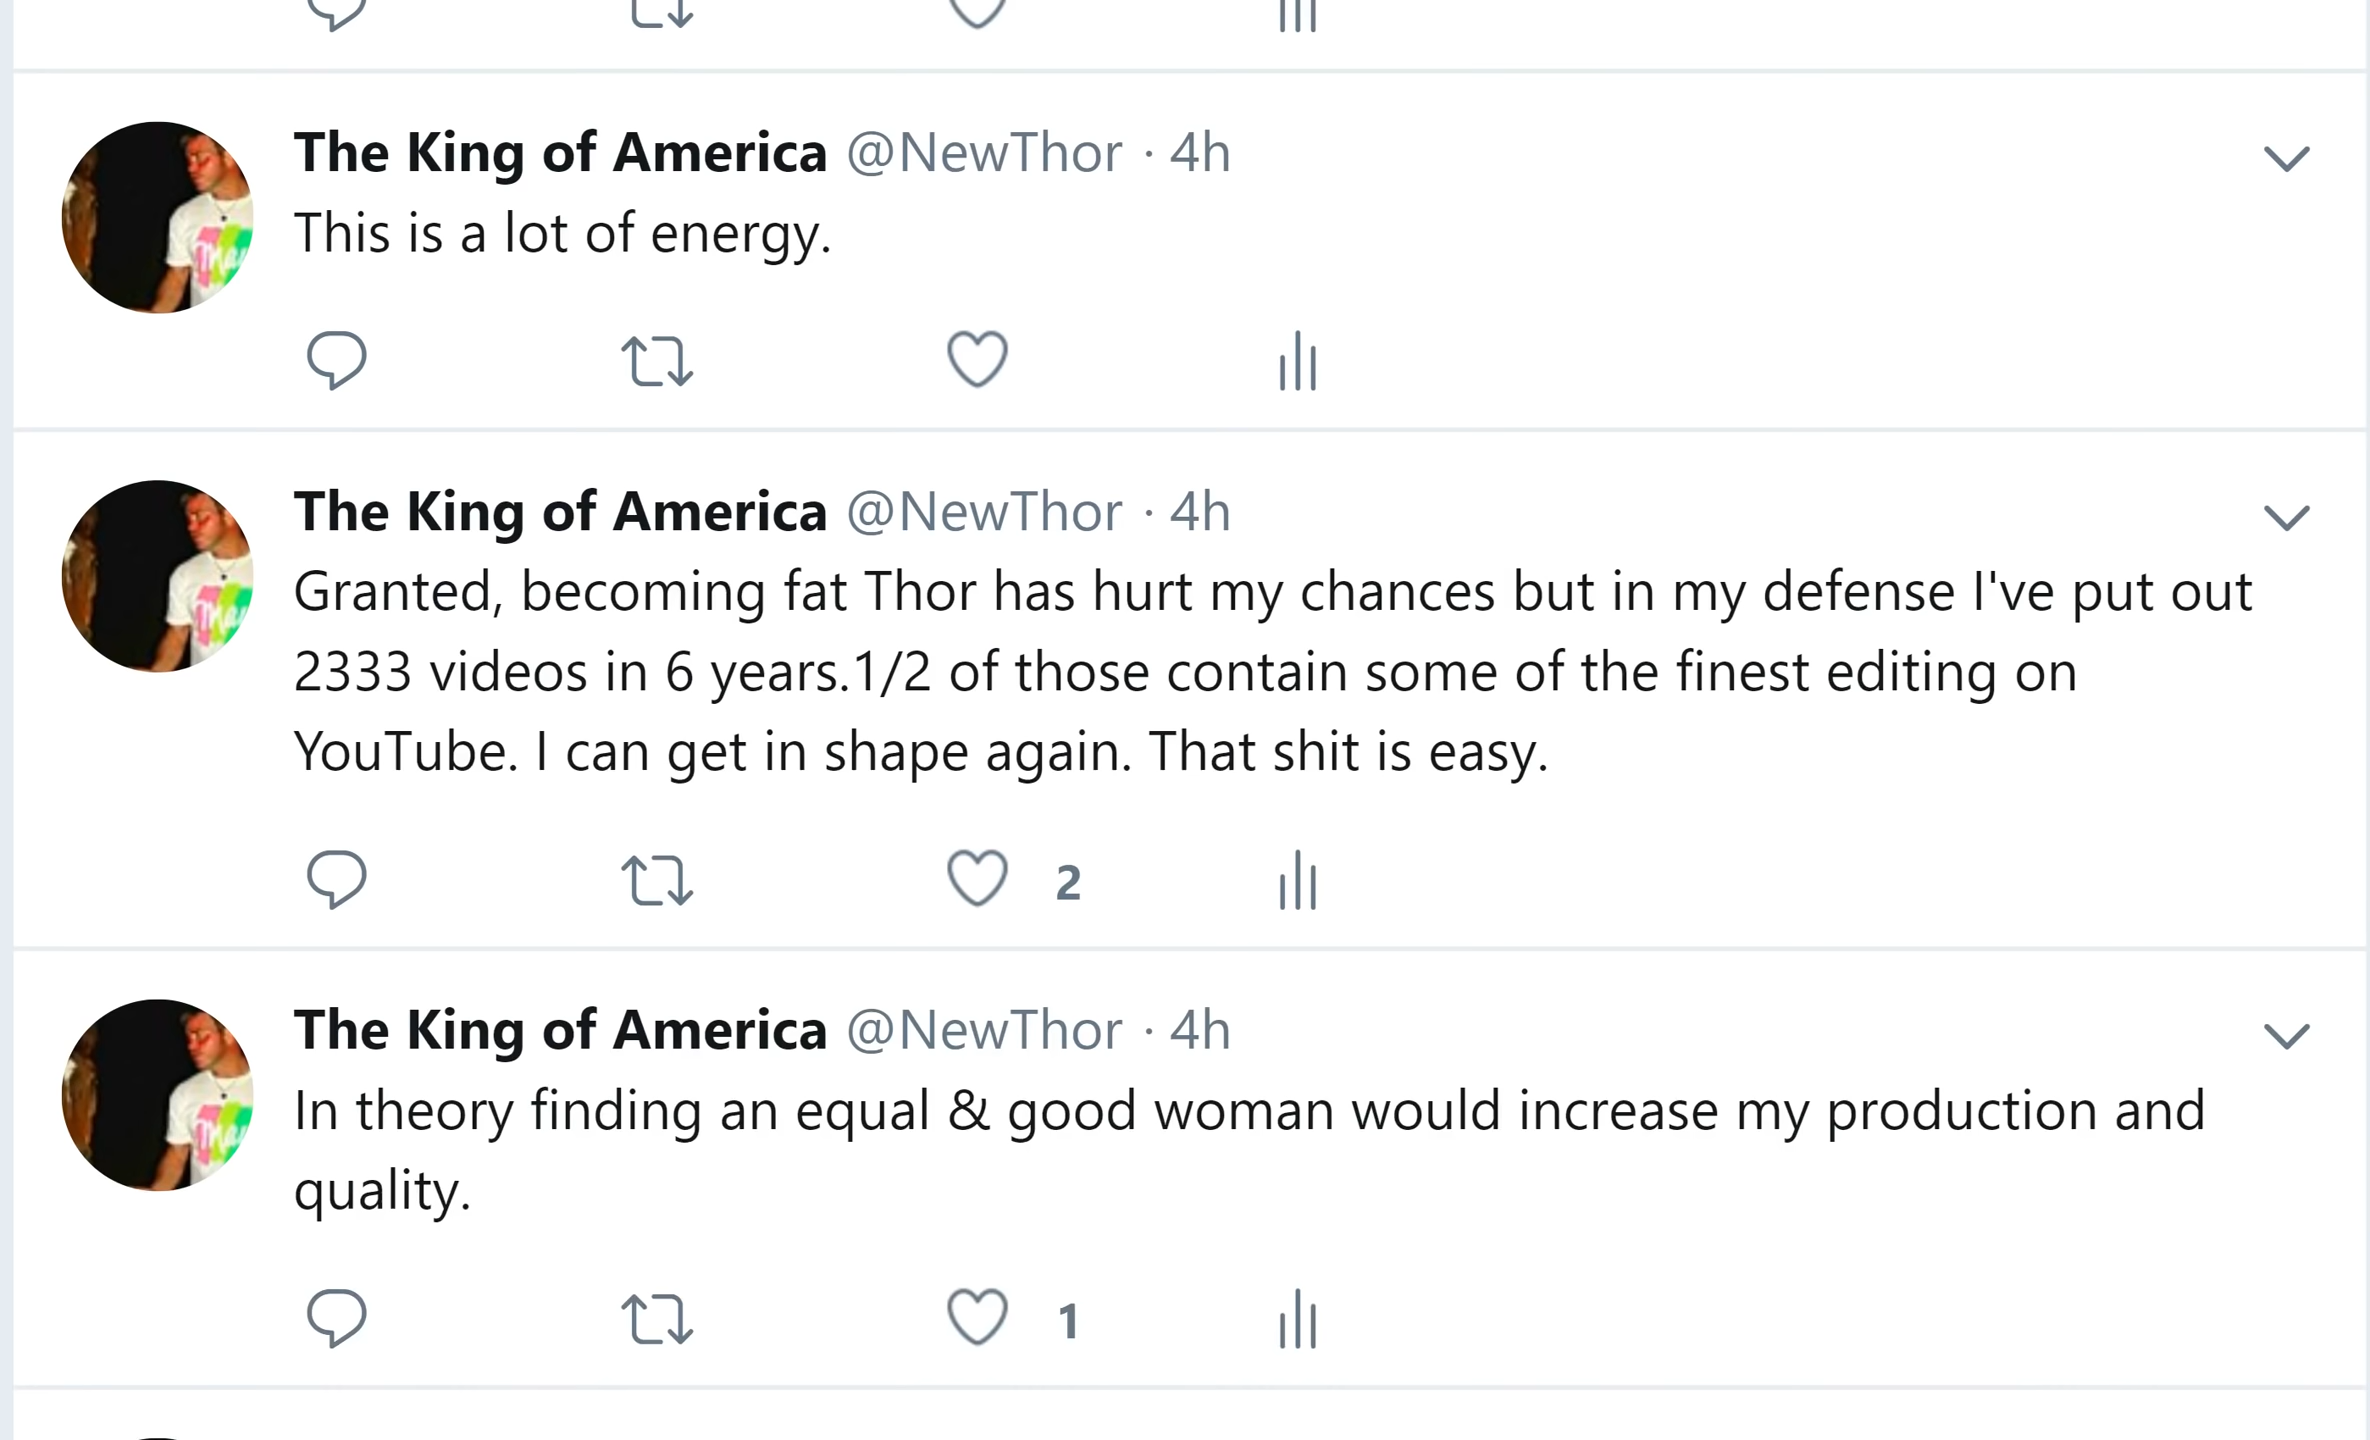 The King of America @NewThor · 4h
This is a lot of energy.
The King of America @NewThor · 4h
Granted, becoming fat Thor has hurt my chances but in my defense I've put out
2333 videos in 6 years.1/2 of those contain some of the finest editing on
YouTube. I can get in shape again. That shit is easy.
2
The King of America @NewThor · 4h
In theory finding an equal & good woman would increase my production and
quality.
1